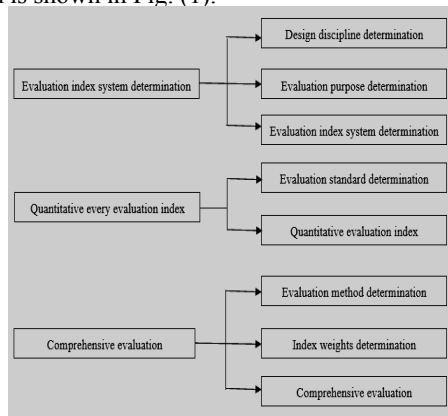 is shown in Fig. (1).
Design discipline determination
Evaluation index system determination
Evaluation purpose determination
Evaluation index system determination
Evaluation standard determination
Quantitative every evaluation index
Quantitative evaluation index
Evaluation method determination
Comprehensive evaluation
Index weights determination
Comprehensive evaluation